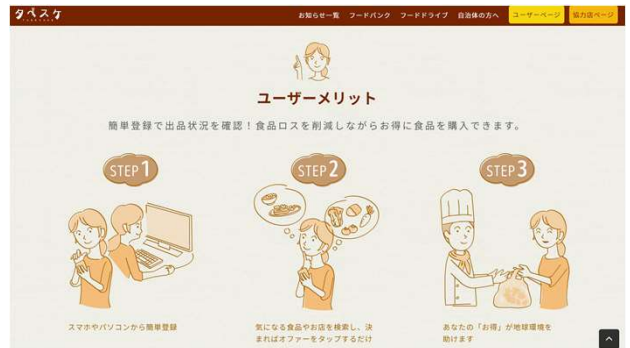 タベスケ
お知らせ一覧 フードバンク フードドライブ 自治体の方へ ユーザーページ 協力店ページ
ユーザーメリット
簡単登録で出品状況を確認！食品ロスを削減しながらお得に食品を購入できます。
STEP1 STEP2 STEP3
スマホやパソコンから簡単登録
気になる食品やお店を検索し、決
まればオファーをタップするだけ
あなたの「お得」が地球環境を
助けます